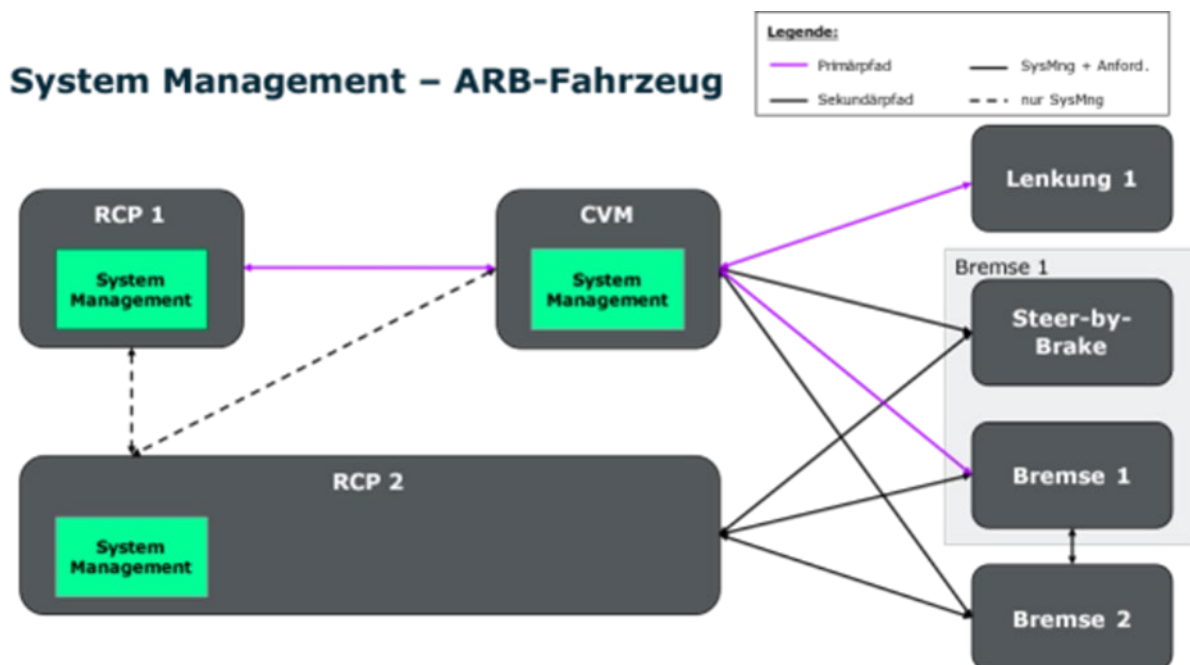 System Management – ARB-Fahrzeug
Legende:
Primärpfad
SysMng + Anford.
Sekundärpfad
nur SysMng
RCP 1
System
Management
CVM
System
Management
Lenkung 1
Bremse 1
Steer-by-
Brake
Bremse 1
RCP 2
System
Management
Bremse 2